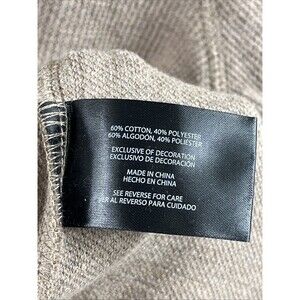 60% COTTON, 40% POLYESTER
60% ALGODON, 40% POLIESTER
EXCLUSIVE OF DECORATION
EXCLUSIVO DE DECORACIÓN
MADE IN CHINA
HECHO EN CHINA
SEE REVERSE FOR CARE
VER AL REVERSO PARA CUIDADO